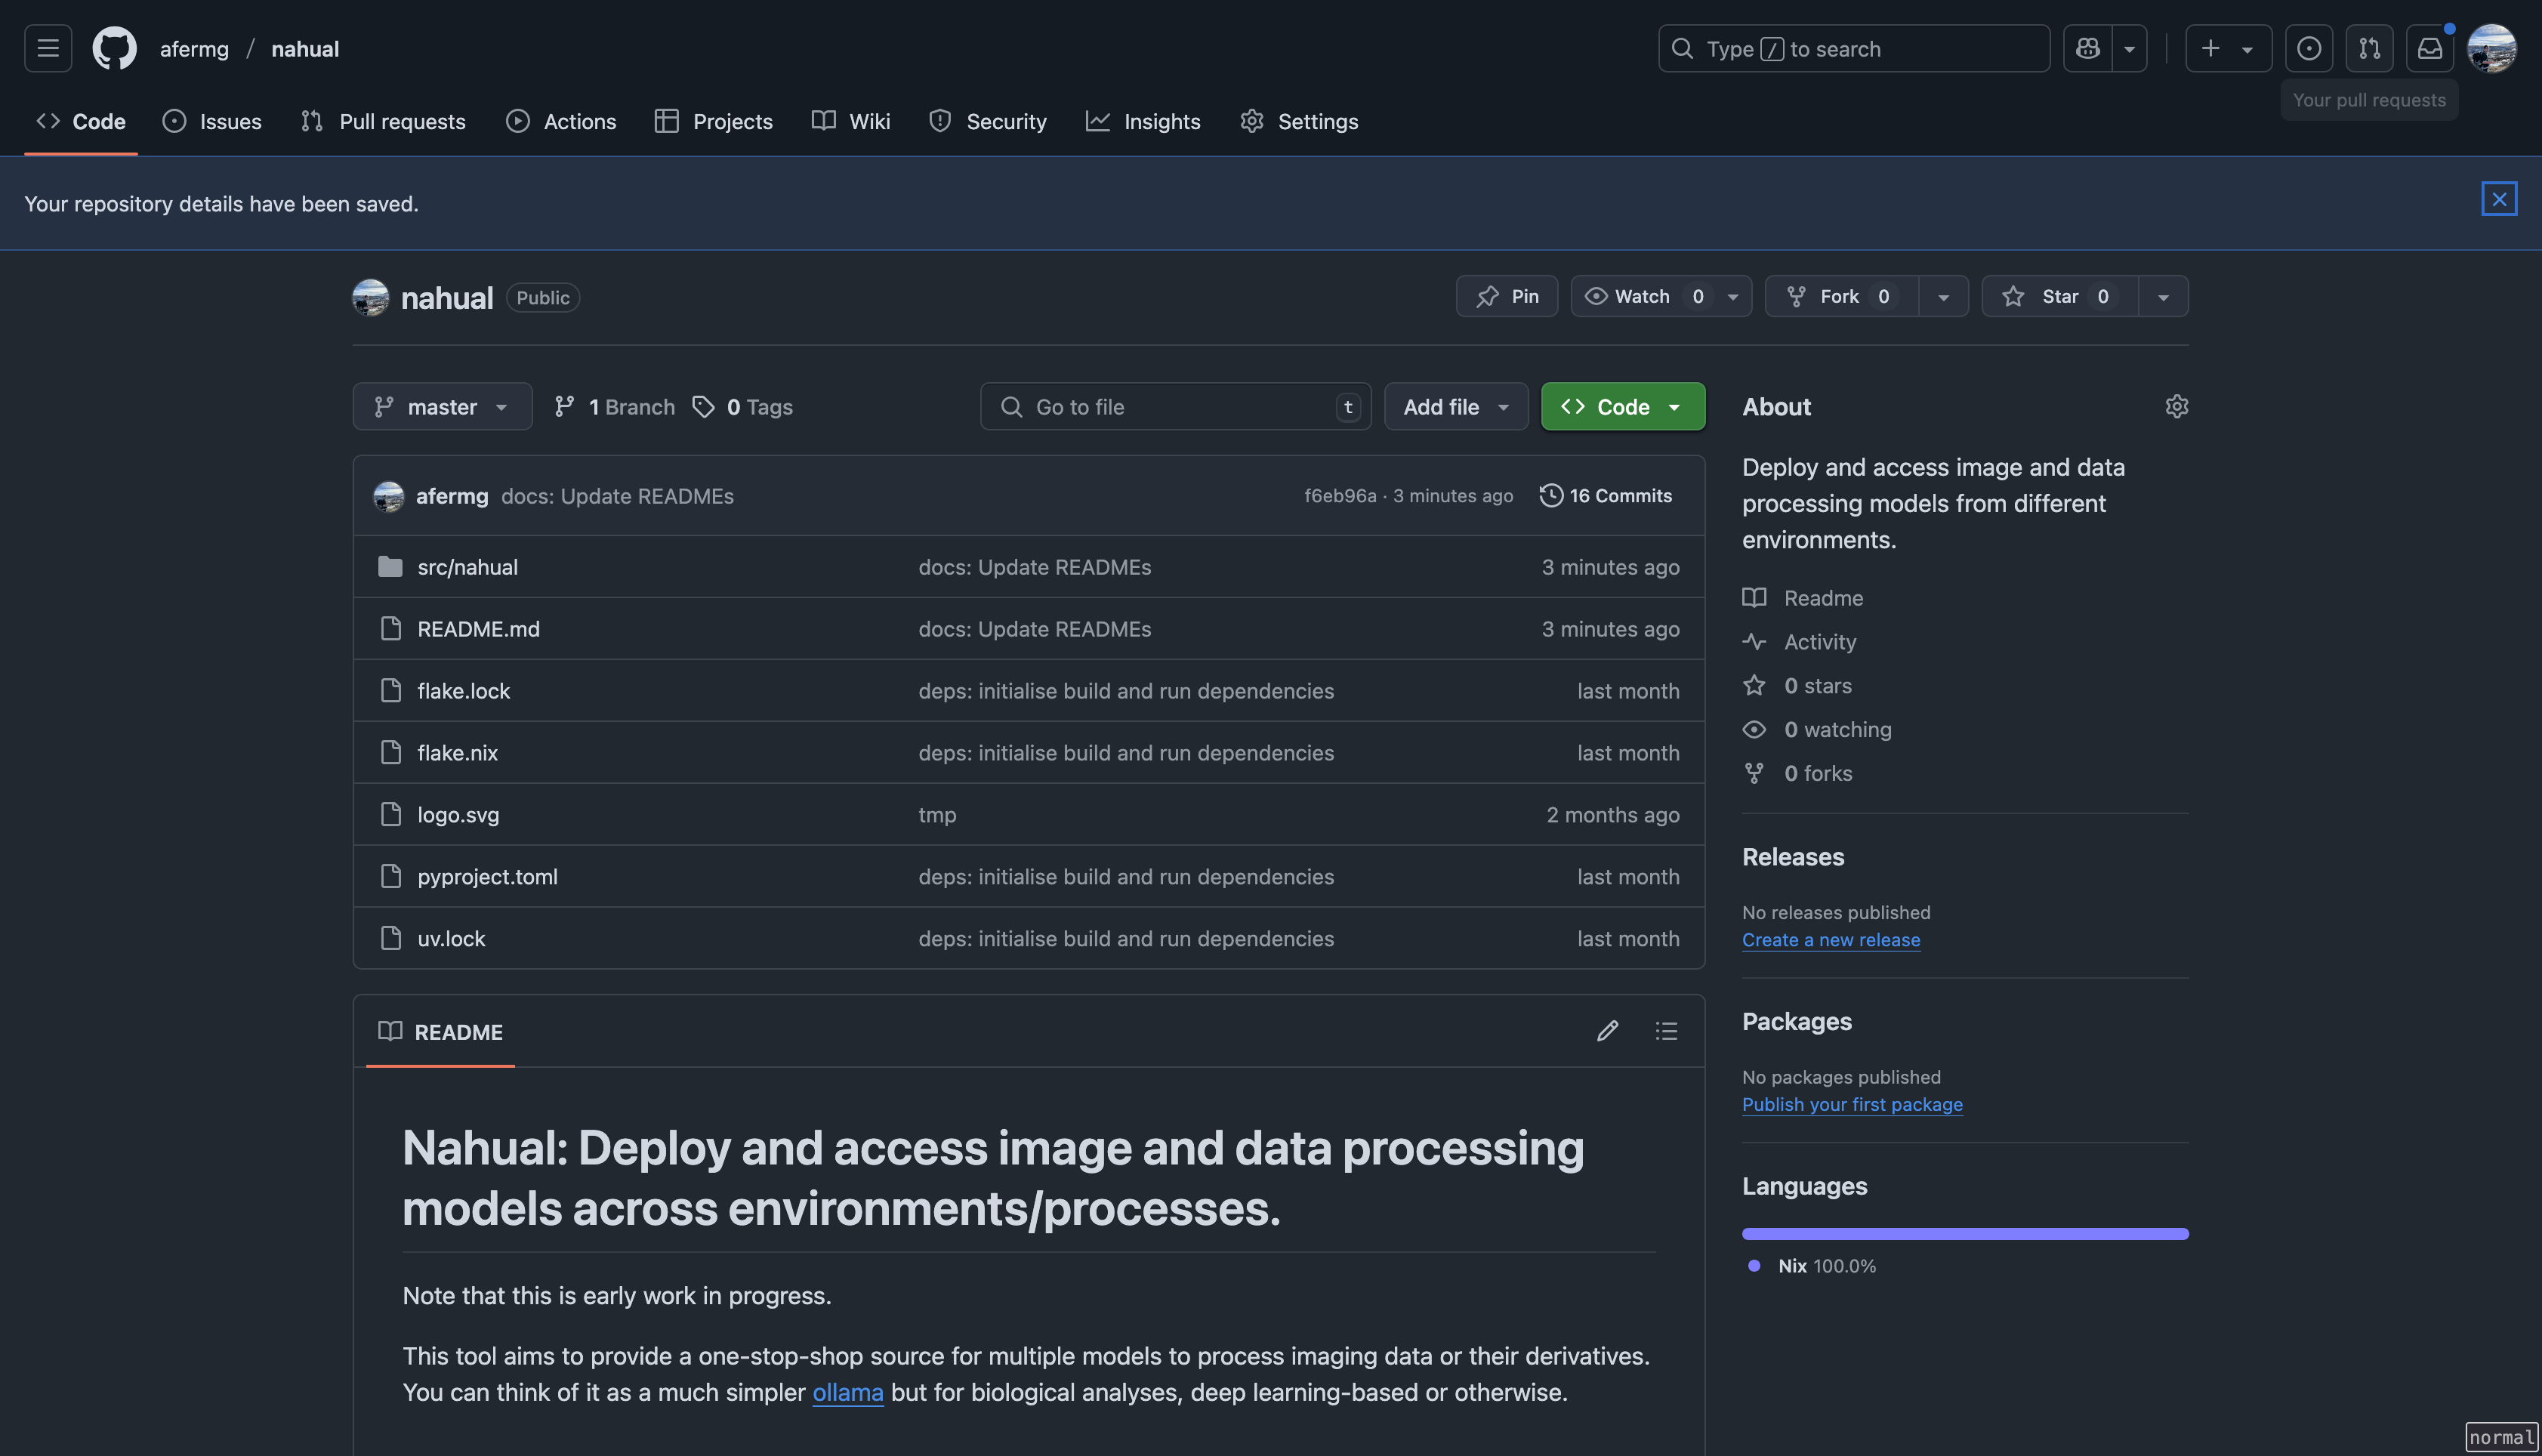 afermg / nahual
Type / to search
Your pull requests
Code Issues Pull requests Actions Projects Wiki Security Insights Settings
Your repository details have been saved.
nahual Public
Pin Watch 0 Fork 0 Star 0
master 1 Branch 0 Tags Go to file t Add file Code
afermg docs: Update READMEs f6eb96a · 3 minutes ago 16 Commits
src/nahual docs: Update READMEs 3 minutes ago
README.md docs: Update READMEs 3 minutes ago
flake.lock deps: initialise build and run dependencies last month
flake.nix deps: initialise build and run dependencies last month
logo.svg tmp 2 months ago
pyproject.toml deps: initialise build and run dependencies last month
uv.lock deps: initialise build and run dependencies last month
README
Nahual: Deploy and access image and data processing
models across environments/processes.
Note that this is early work in progress.
This tool aims to provide a one-stop-shop source for multiple models to process imaging data or their derivatives.
You can think of it as a much simpler ollama but for biological analyses, deep learning-based or otherwise.
About
Deploy and access image and data
processing models from different
environments.
Readme
Activity
0 stars
0 watching
0 forks
Releases
No releases published
Create a new release
Packages
No packages published
Publish your first package
Languages
Nix 100.0%
normal